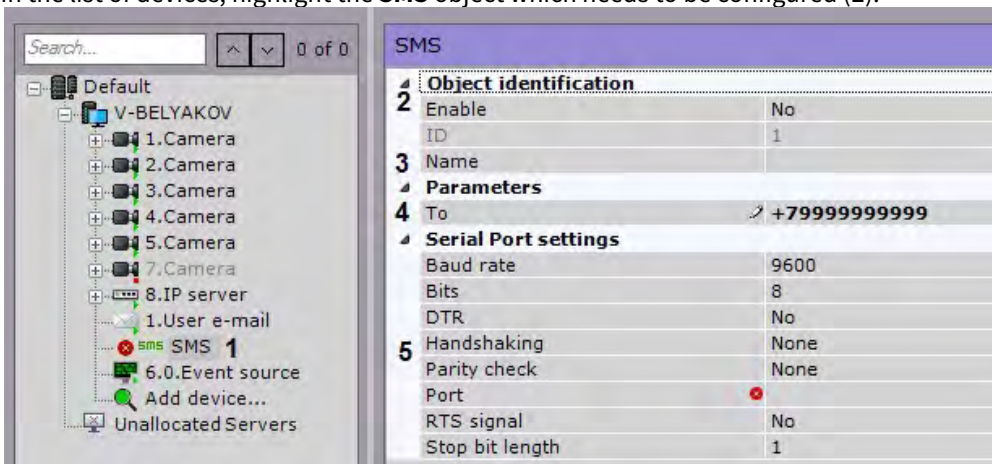 In the list of devices, highlight the SMS object which needs to be configured (1).
Search...
0 of 0
Default
V-BELYAKOV
1.Camera
2.Camera
3.Camera
4.Camera
5.Camera
7.Camera
8.IP server
1.User e-mail
sms SMS 1
6.0.Event source
Add device...
Unallocated Servers
SMS
Object identification
2 Enable No
ID 1
3 Name
Parameters
4 To +79999999999
Serial Port settings
Baud rate 9600
Bits 8
DTR No
5 Handshaking None
Parity check None
Port
RTS signal No
Stop bit length 1